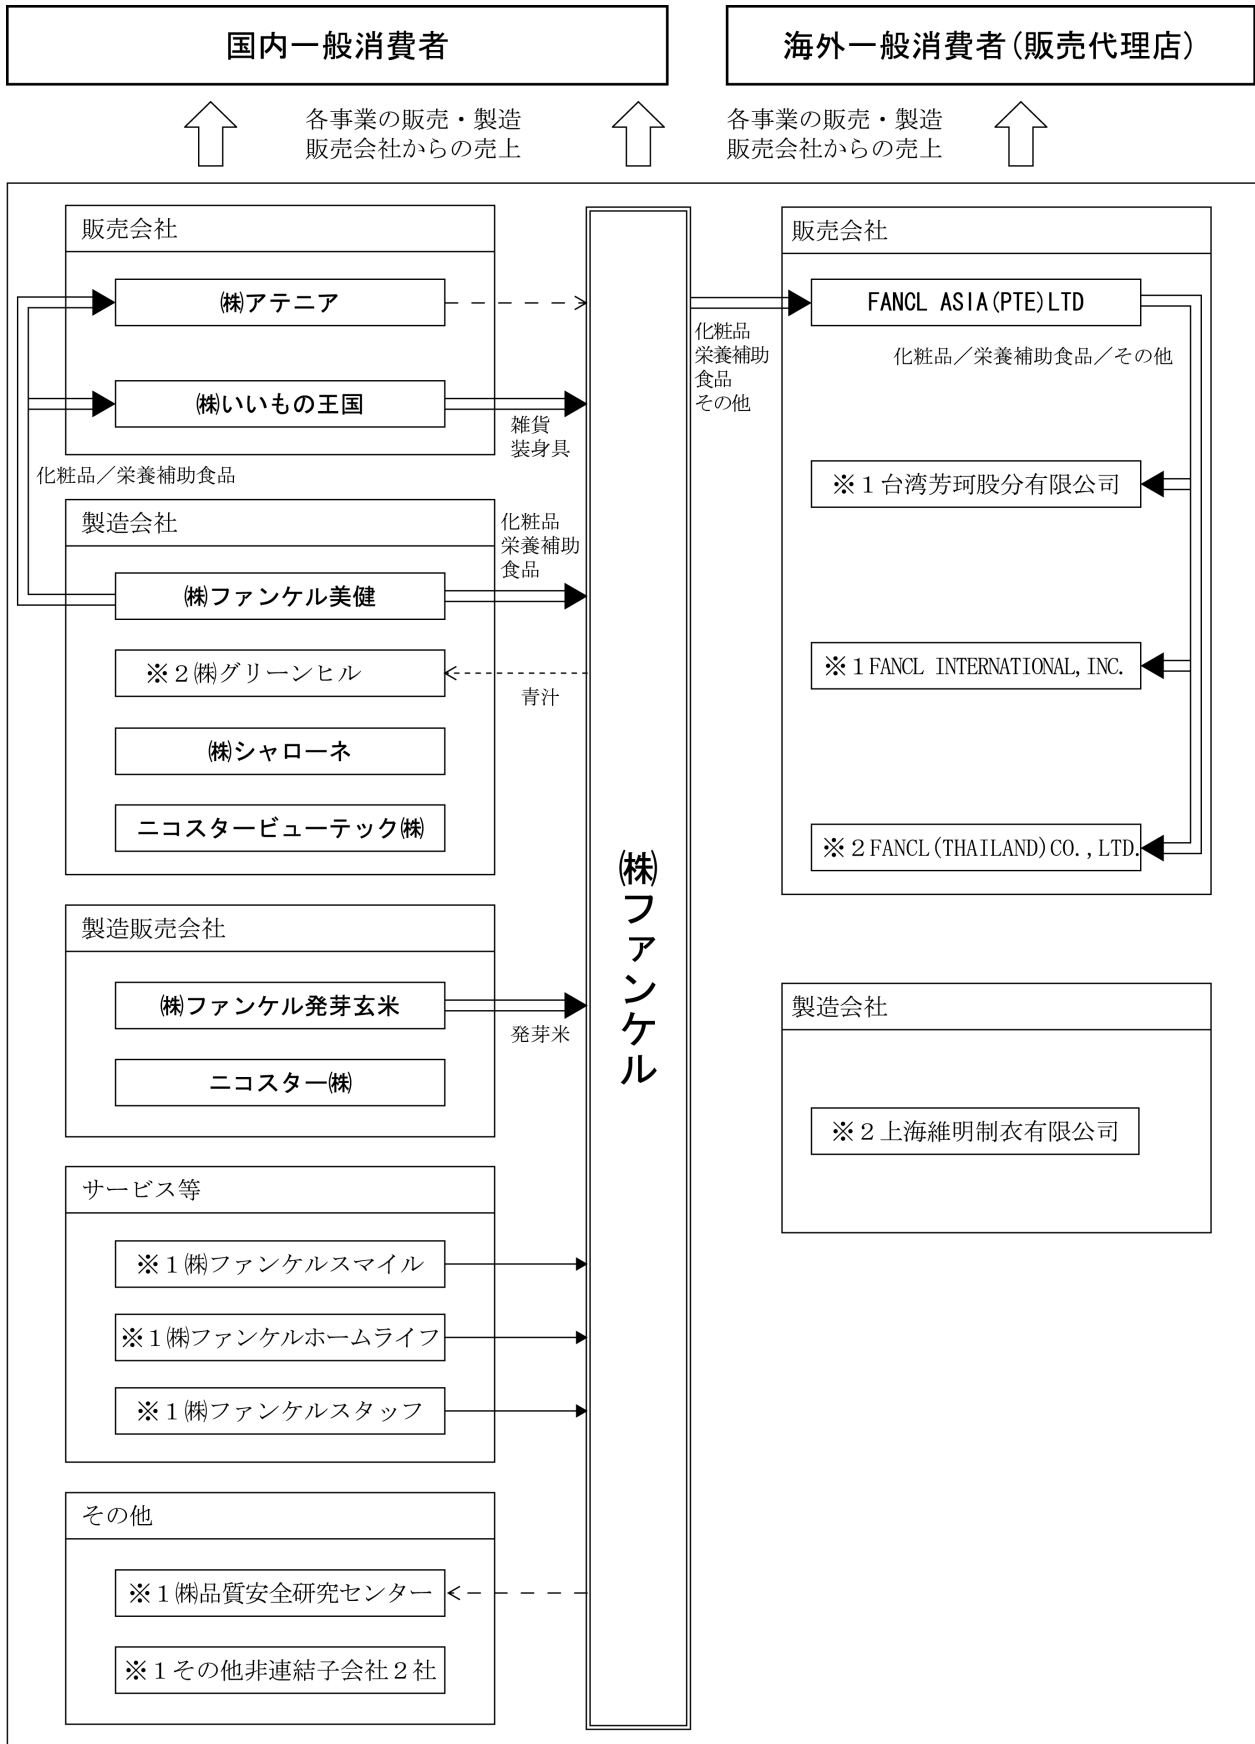 国内一般消費者
海外一般消費者(販売代理店)
各事業の販売・製造
販売会社からの売上
各事業の販売・製造
販売会社からの売上
販売会社
㈱アテニア
㈱いいもの王国
雑貨
装身具
化粧品／栄養補助食品
製造会社
化粧品
栄養補助
食品
㈱ファンケル美健
※２㈱グリーンヒル
青汁
㈱シャローネ
ニコスタービューテック㈱
製造販売会社
㈱ファンケル発芽玄米
発芽米
ニコスター㈱
サービス等
※１㈱ファンケルスマイル
※１㈱ファンケルホームライフ
※１㈱ファンケルスタッフ
その他
※１㈱品質安全研究センター
※１その他非連結子会社２社
㈱ファンケル
化粧品
栄養補助
食品
その他
販売会社
FANCL ASIA(PTE)LTD
化粧品／栄養補助食品／その他
※１台湾芳珂股分有限公司
※１FANCL INTERNATIONAL,INC.
※２FANCL(THAILAND)CO.,LTD.
製造会社
※２上海維明制衣有限公司